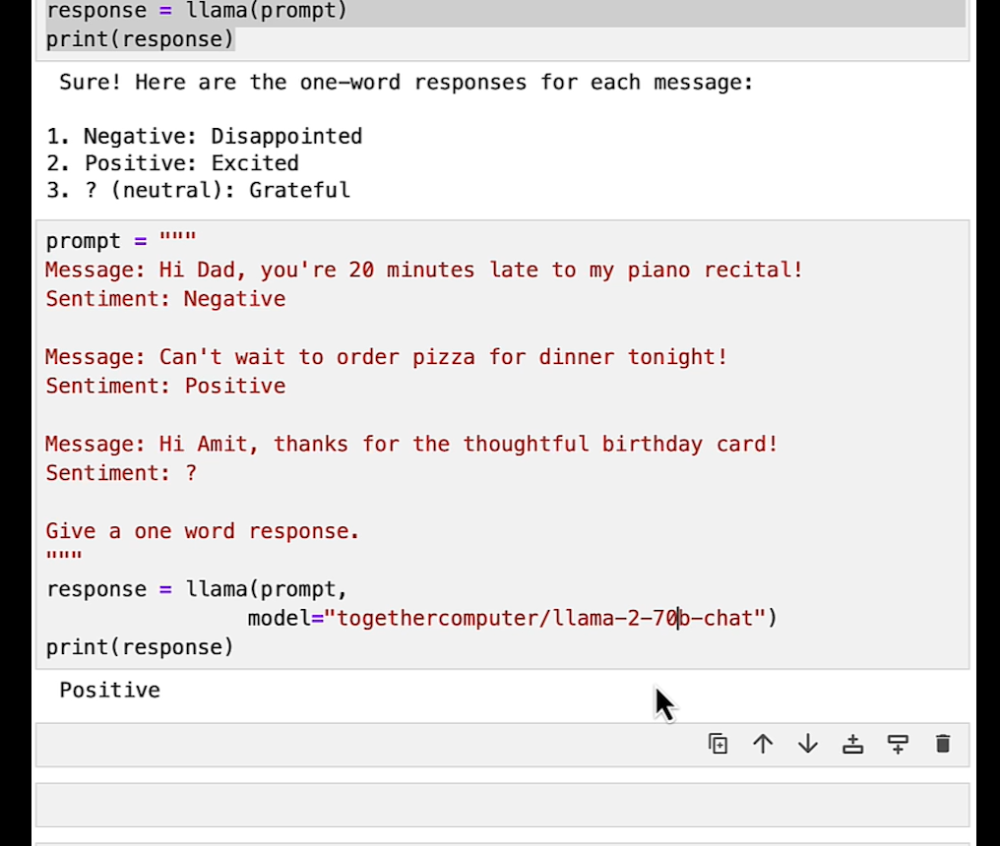 response = llama(prompt)
print(response)
Sure! Here are the one-word responses for each message:
1. Negative: Disappointed
2. Positive: Excited
3. ? (neutral): Grateful
prompt = """
Message: Hi Dad, you're 20 minutes late to my piano recital!
Sentiment: Negative
Message: Can't wait to order pizza for dinner tonight!
Sentiment: Positive
Message: Hi Amit, thanks for the thoughtful birthday card!
Sentiment: ?
Give a one word response.
"""
response = llama(prompt,
model="togethercomputer/llama-2-70b-chat")
print(response)
Positive